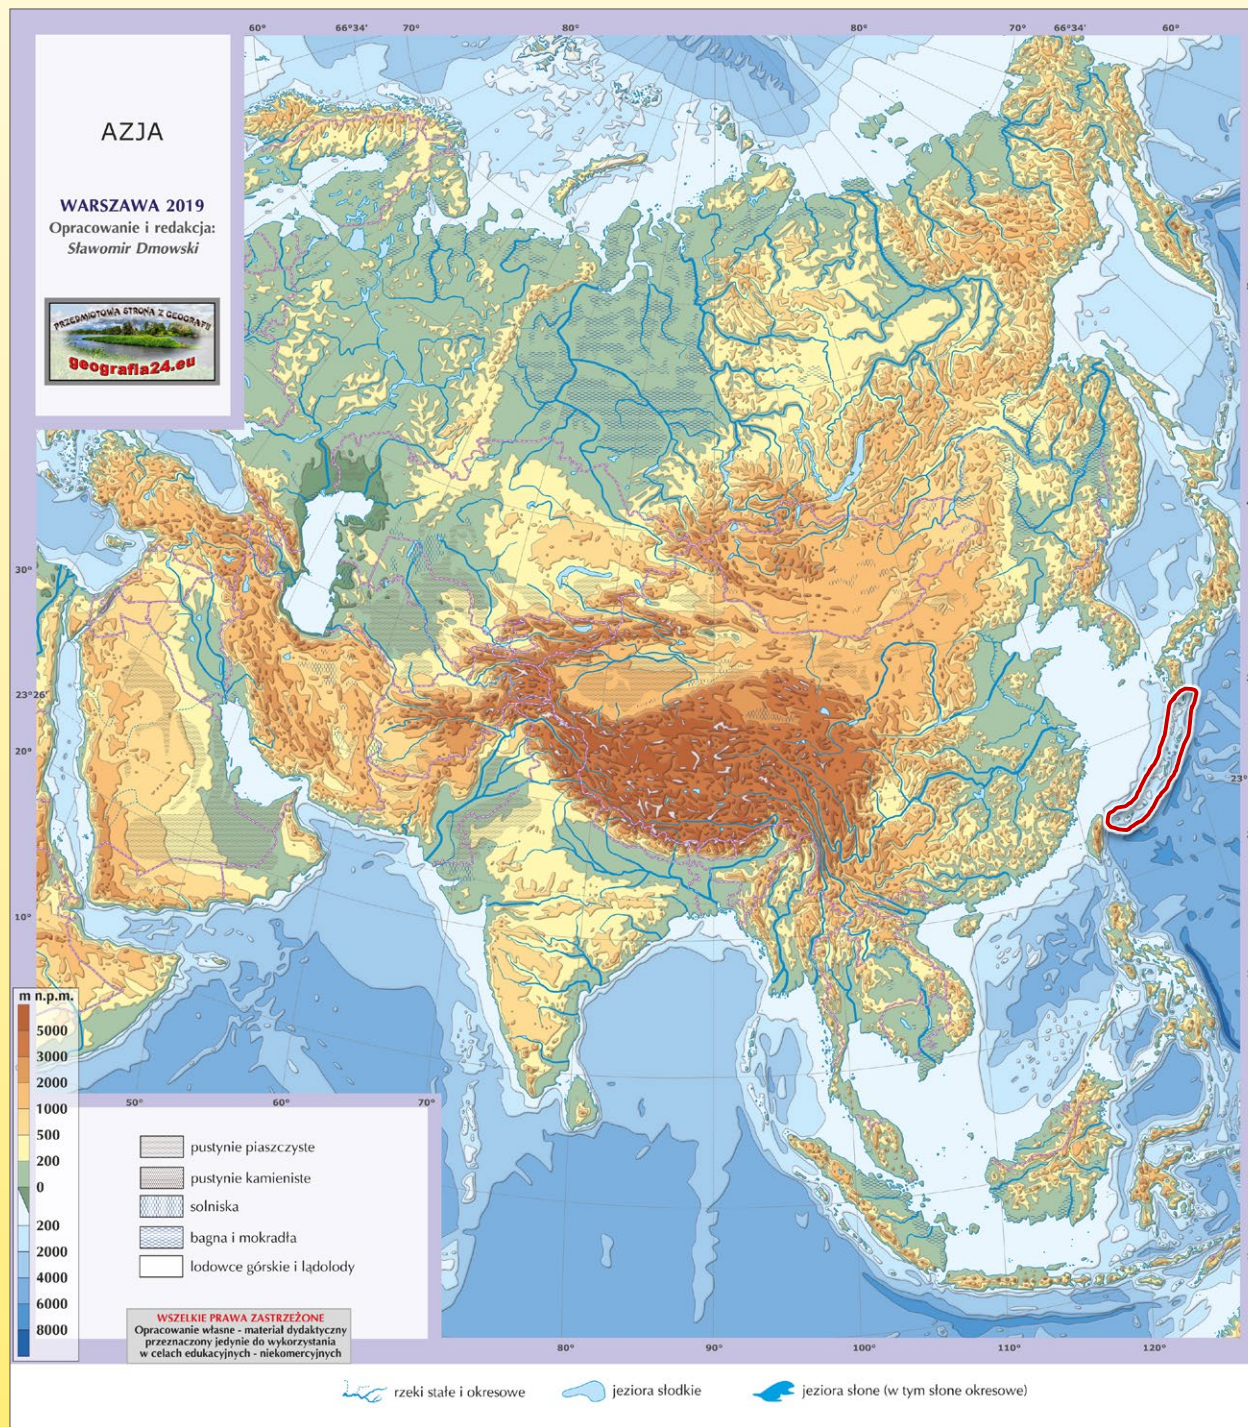 60°
66°34'
70°
80°
80°
70°
66°34'
60°
AZJA
WARSZAWA 2019
Opracowanie i redakcja:
Sławomir Dmowski
PRZEDMIOTOWA STRONA Z GEOGRAFII
geografia24.eu
30°
23°26'
20°
10°
23°
m n.p.m.
5000
3000
2000
1000
500
200
0
200
2000
4000
6000
8000
50°
60°
70°
pustynie piaszczyste
pustynie kamieniste
solniska
bagna i mokradła
lodowce górskie i lądolody
WSZELKIE PRAWA ZASTRZEŻONE
Opracowanie własne - materiał dydaktyczny
przeznaczony jedynie do wykorzystania
w celach edukacyjnych - niekomercyjnych
80°
90°
100°
110°
120°
rzeki stałe i okresowe
jeziora słodkie
jeziora słone (w tym słone okresowe)